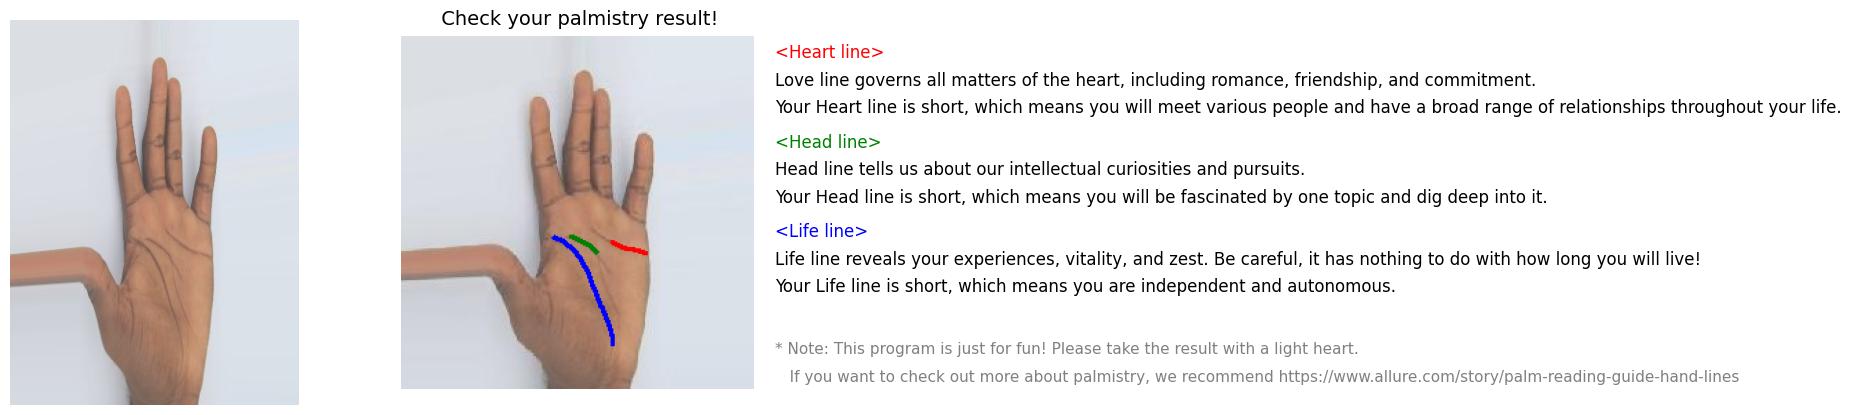 Check your palmistry result!
<Heart line>
Love line governs all matters of the heart, including romance, friendship, and commitment.
Your Heart line is short, which means you will meet various people and have a broad range of relationships throughout your life.
<Head line>
Head line tells us about our intellectual curiosities and pursuits.
Your Head line is short, which means you will be fascinated by one topic and dig deep into it.
<Life line>
Life line reveals your experiences, vitality, and zest. Be careful, it has nothing to do with how long you will live!
Your Life line is short, which means you are independent and autonomous.
* Note: This program is just for fun! Please take the result with a light heart.
If you want to check out more about palmistry, we recommend https://www.allure.com/story/palm-reading-guide-hand-lines